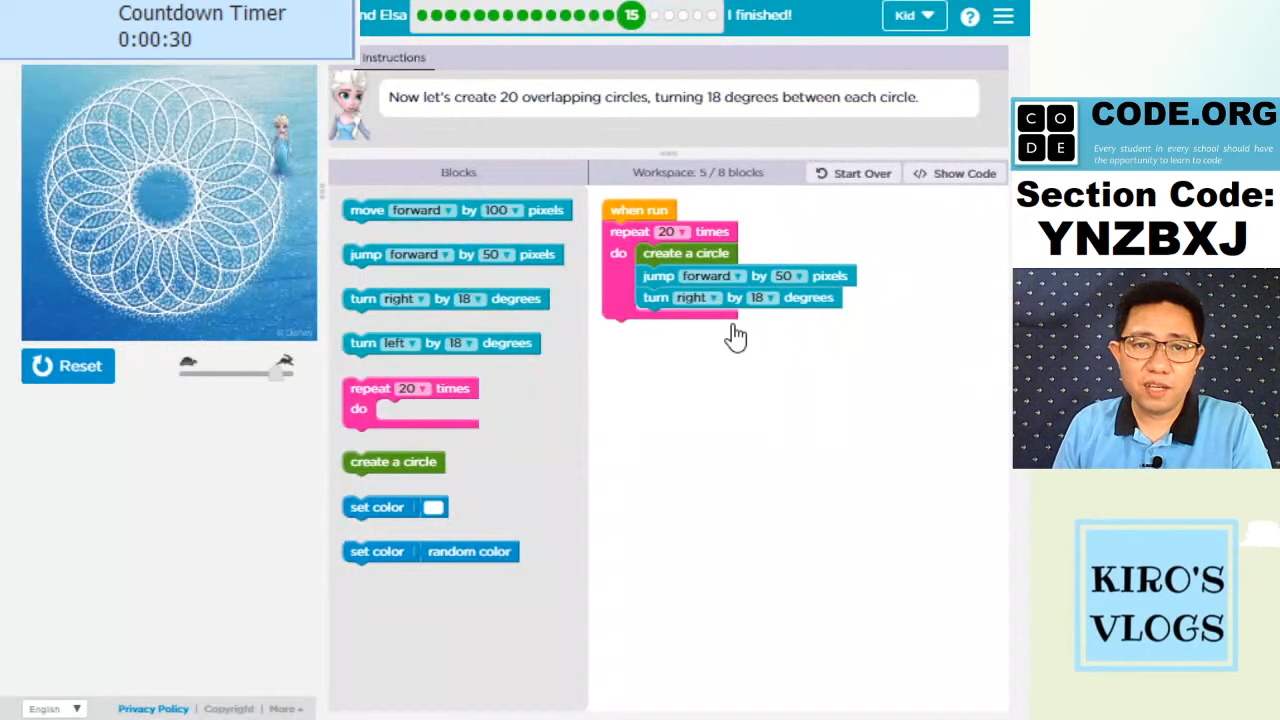 Countdown Timer
0:00:30
nd Elsa
15
I finished!
Kid
?
Instructions
Now let's create 20 overlapping circles, turning 18 degrees between each circle.
Blocks
Workspace: 5 / 8 blocks
Start Over
</> Show Code
move forward by 100 pixels
jump forward by 50 pixels
turn right by 18 degrees
turn left by 18 degrees
repeat 20 times
do
create a circle
set color
set color random color
when run
repeat 20 times
do create a circle
jump forward by 50 pixels
turn right by 18 degrees
© Disney
Reset
English
Privacy Policy | Copyright | More
C O
D E
CODE.ORG
Every student in every school should have
the opportunity to learn to code
Section Code:
YNZBXJ
KIRO'S
VLOGS